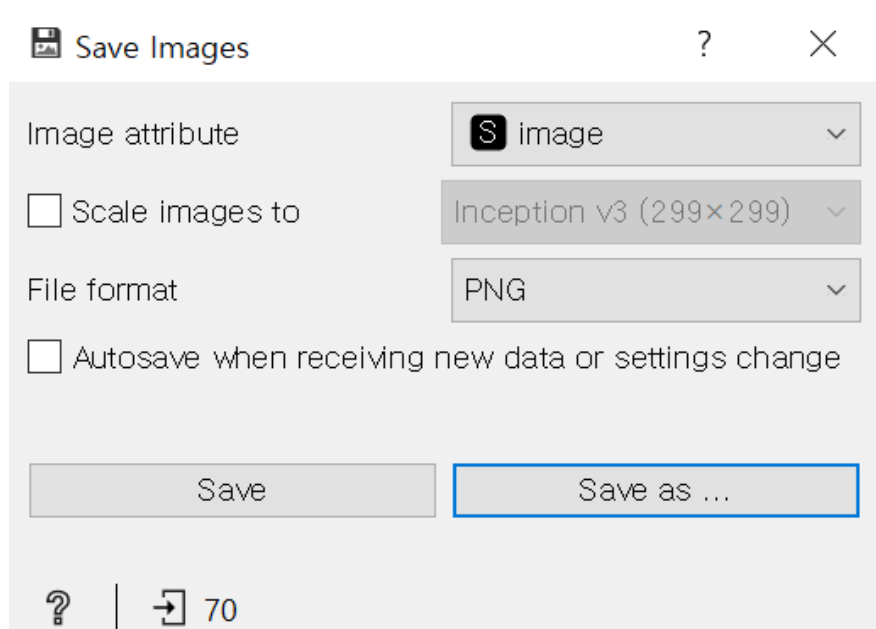 Save Images ?
Image attribute S image
Scale images to Inception v3 (299×299)
File format PNG
Autosave when receiving new data or settings change
Save Save as ...
? 70